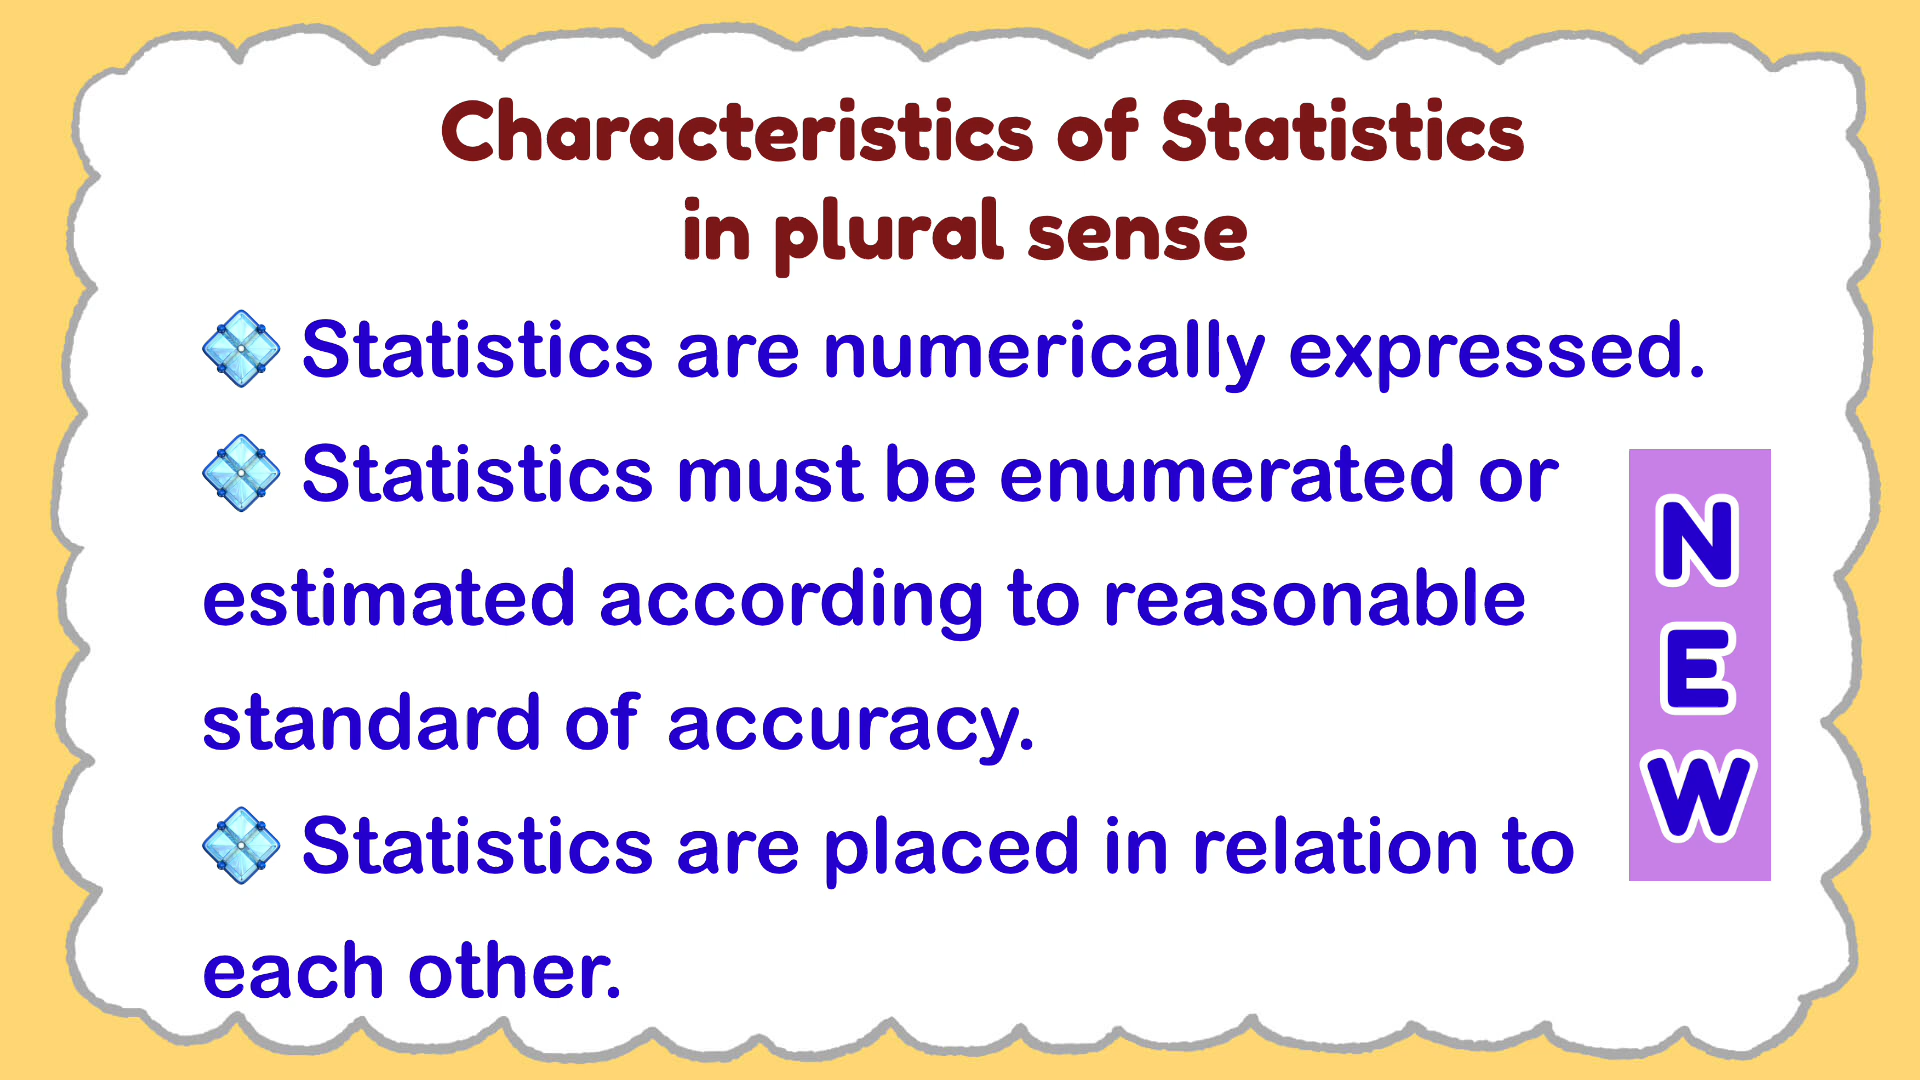 Characteristics of Statistics
in plural sense
Statistics are numerically expressed.
Statistics must be enumerated or
estimated according to reasonable
standard of accuracy.
Statistics are placed in relation to
each other.
N
E
W